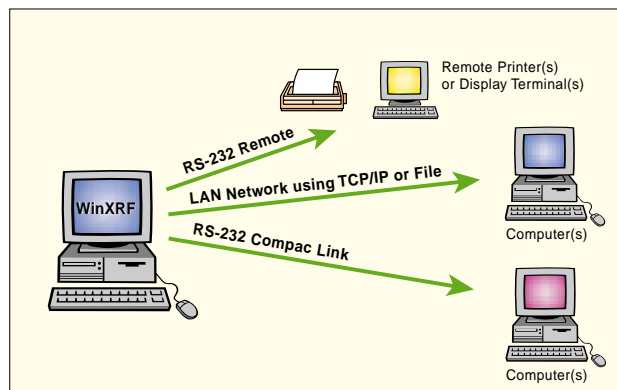 Remote Printer(s)
or Display Terminal(s)
RS-232 Remote
LAN Network using TCP/IP or File
WinXRF
RS-232 Compac Link
Computer(s)
Computer(s)